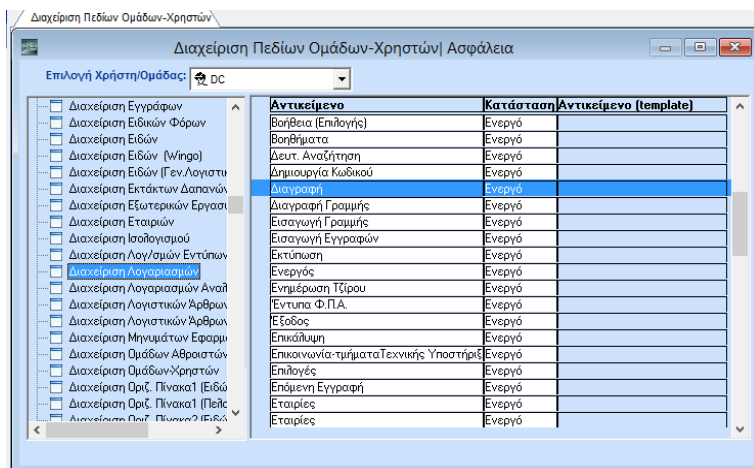 Διαχείριση Πεδίων Ομάδων-Χρηστών
Διαχείριση Πεδίων Ομάδων-Χρηστών| Ασφάλεια
Επιλογή Χρήστη/Ομάδας: DC
Διαχείριση Εγγράφων
Διαχείριση Ειδικών Φόρων
Διαχείριση Ειδών
Διαχείριση Ειδών (Wingo)
Διαχείριση Ειδών (Γεν.Λογιστι
Διαχείριση Εκτάκτων Δαπανών
Διαχείριση Εξωτερικών Εργασι
Διαχείριση Εταιριών
Διαχείριση Ισολογισμού
Διαχείριση Λογ/σμών Εντύπων
Διαχείριση Λογαριασμών
Διαχείριση Λογαριασμών Αναλ
Διαχείριση Λογιστικών Άρθρων
Διαχείριση Λογιστικών Άρθρων
Διαχείριση Μηνυμάτων Εφαρμ
Διαχείριση Ομάδων Αθροιστών
Διαχείριση Ομάδων-Χρηστών
Διαχείριση Οριζ. Πίνακα1 (Ειδώ
Διαχείριση Οριζ. Πίνακα1 (Πελα
Διαχείριση Οριζ. Πίνακα2 (Ειδώ
Αντικείμενο Κατάσταση Αντικείμενο (template)
Βοήθεια (Επιλογής) Ενεργό
Βοηθήματα Ενεργό
Δευτ. Αναζήτηση Ενεργό
Δημιουργία Κωδικού Ενεργό
Διαγραφή Ενεργό
Διαγραφή Γραμμής Ενεργό
Εισαγωγή Γραμμής Ενεργό
Εισαγωγή Εγγραφών Ενεργό
Εκτύπωση Ενεργό
Ενεργός Ενεργό
Ενημέρωση Τζίρου Ενεργό
Έντυπα Φ.Π.Α. Ενεργό
Έξοδος Ενεργό
Επικάλυψη Ενεργό
Επικοινωνία-τμήματαΤεχνικής Υποστήριξ Ενεργό
Επιλογές Ενεργό
Επόμενη Εγγραφή Ενεργό
Εταιρίες Ενεργό
Εταιρίες Ενεργό